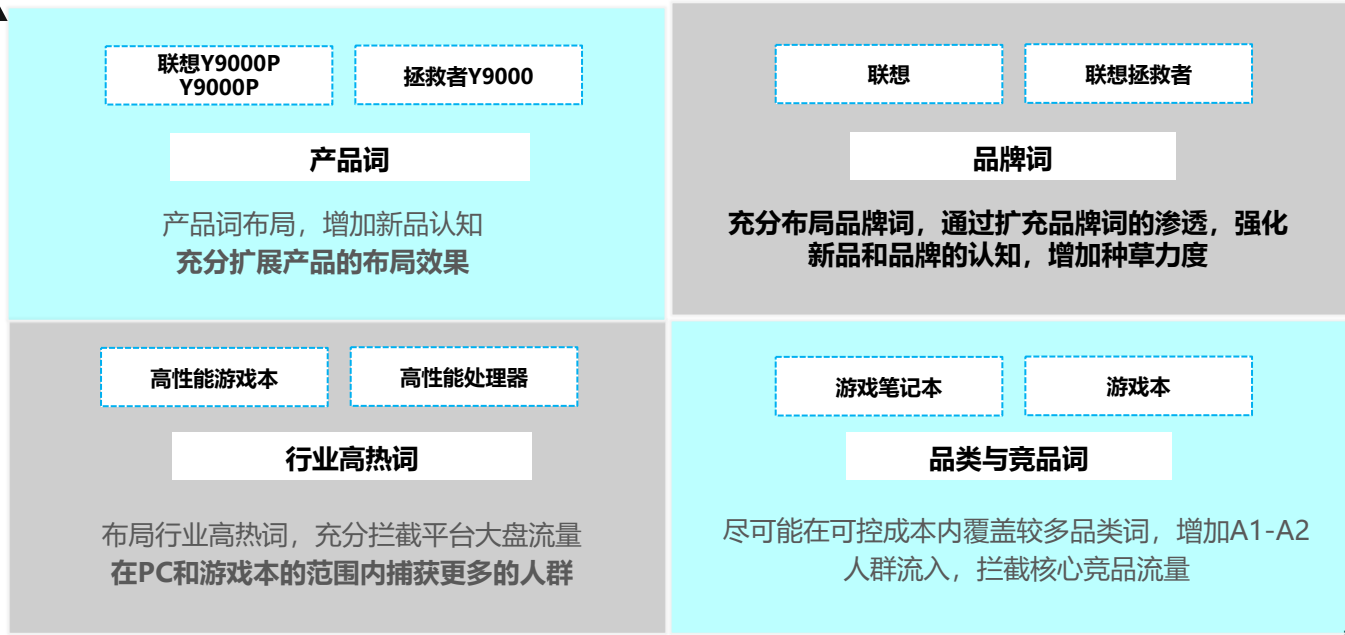 联想Y9000P
Y9000P
拯救者Y9000
产品词
产品词布局，增加新品认知
充分扩展产品的布局效果
联想
联想拯救者
品牌词
充分布局品牌词，通过扩充品牌词的渗透，强化
新品和品牌的认知，增加种草力度
高性能游戏本
高性能处理器
行业高热词
布局行业高热词，充分拦截平台大盘流量
在PC和游戏本的范围内捕获更多的人群
游戏笔记本
游戏本
品类与竞品词
尽可能在可控成本内覆盖较多品类词，增加A1-A2
人群流入，拦截核心竞品流量